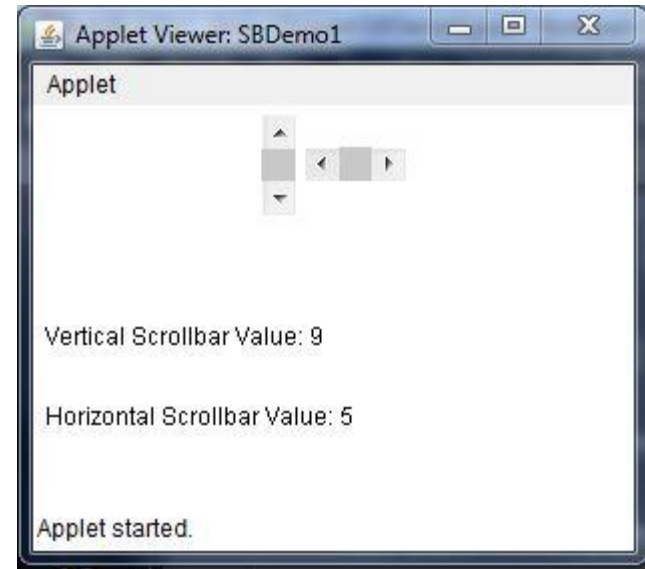 Applet Viewer: SBDemo1
Applet
Vertical Scrollbar Value: 9
Horizontal Scrollbar Value: 5
Applet started.